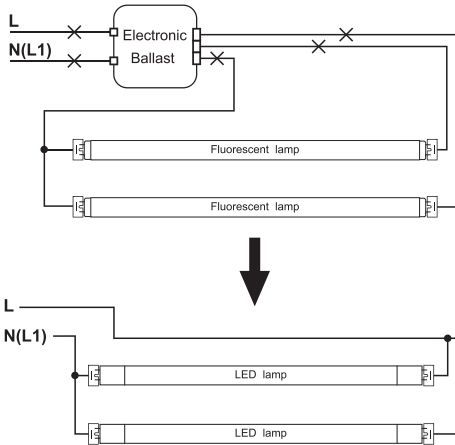 L
Electronic
N(L1)
Ballast
Fluorescent lamp
Fluorescent lamp
L
N(L1)
LED lamp
LED lamp